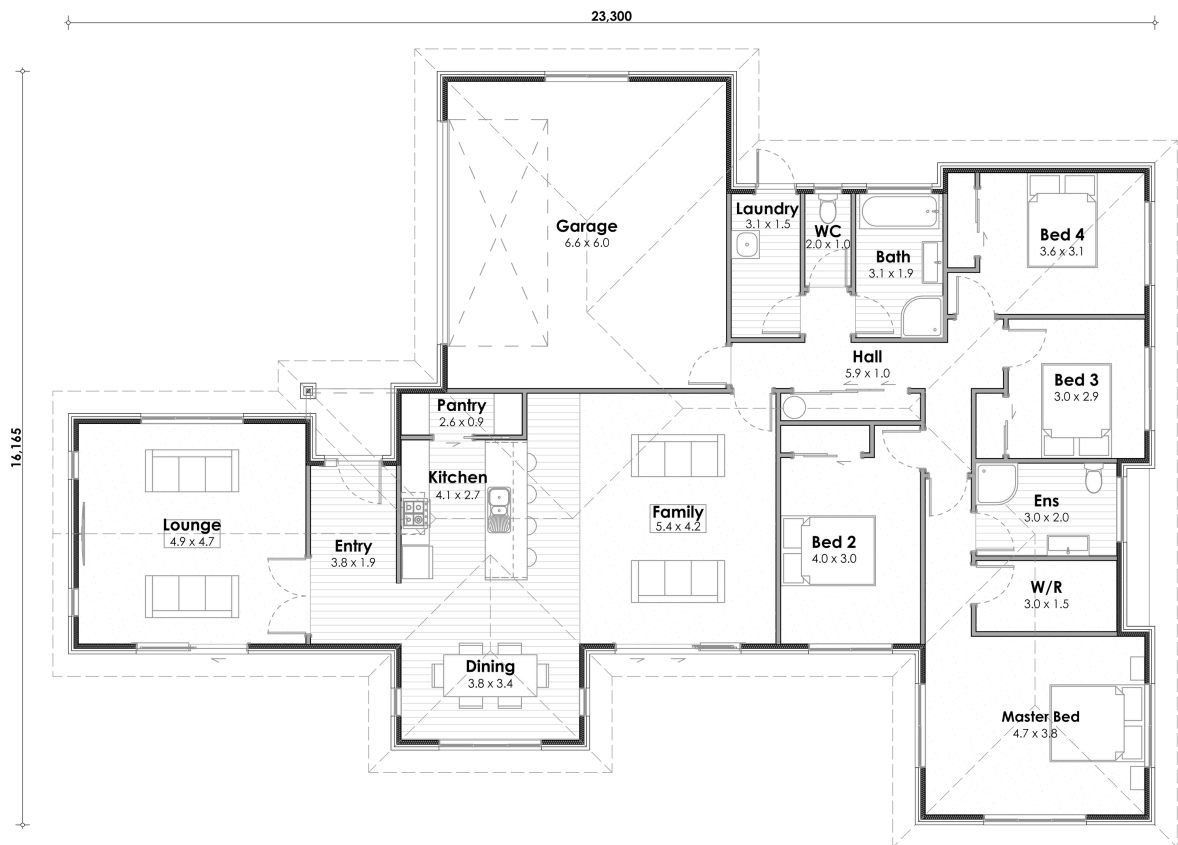 23,300
16,165
Garage
6.6 x 6.0
Laundry
3.1 x 1.5
WC
2.0 x 1.0
Bath
3.1 x 1.9
Bed 4
3.6 x 3.1
Hall
5.9 x 1.0
Bed 3
3.0 x 2.9
Pantry
2.6 x 0.9
Kitchen
4.1 x 2.7
Lounge
4.9 x 4.7
Entry
3.8 x 1.9
Family
5.4 x 4.2
Bed 2
4.0 x 3.0
Ens
3.0 x 2.0
W/R
3.0 x 1.5
Dining
3.8 x 3.4
Master Bed
4.7 x 3.8